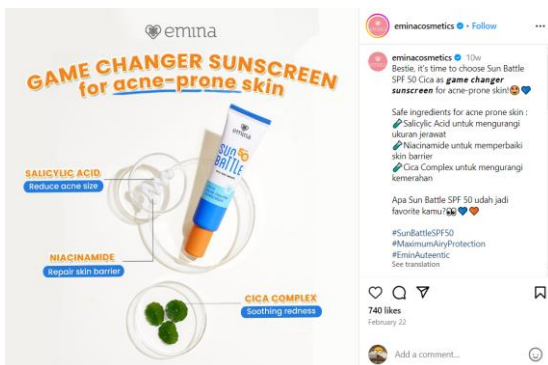 emina
GAME CHANGER SUNSCREEN
for acne-prone skin
emina
SUN
BATTLE
50
SALICYLIC ACID
Reduce acne size
NIACINAMIDE
Repair skin barrier
CICA COMPLEX
Soothing redness
eminacosmetics • Follow
eminacosmetics 10w
Bestie, it's time to choose Sun Battle
SPF 50 Cica as game changer
sunscreen for acne-prone skin!🤩💙
Safe ingredients for acne prone skin :
🧪Salicylic Acid untuk mengurangi
ukuran jerawat
🧪Niacinamide untuk memperbaiki
skin barrier
🧪Cica Complex untuk mengurangi
kemerahan
Apa Sun Battle SPF 50 udah jadi
favorite kamu?👀💙🧡
#SunBattleSPF50
#MaximumAiryProtection
#EminAuteentic
See translation
740 likes
February 22
Add a comment...